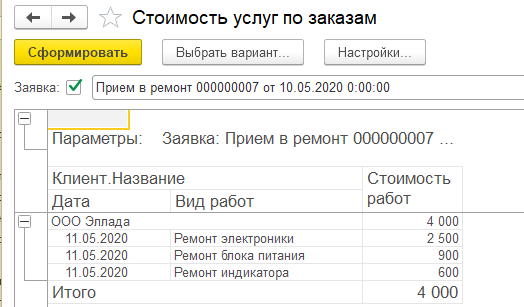 Стоимость услуг по заказам
Сформировать Выбрать вариант... Настройки...
Заявка: Прием в ремонт 000000007 от 10.05.2020 0:00:00
Параметры: Заявка: Прием в ремонт 000000007 ...
Клиент.Название Стоимость работ
Дата Вид работ
ООО Эллада 4 000
11.05.2020 Ремонт электроники 2 500
11.05.2020 Ремонт блока питания 900
11.05.2020 Ремонт индикатора 600
Итого 4 000